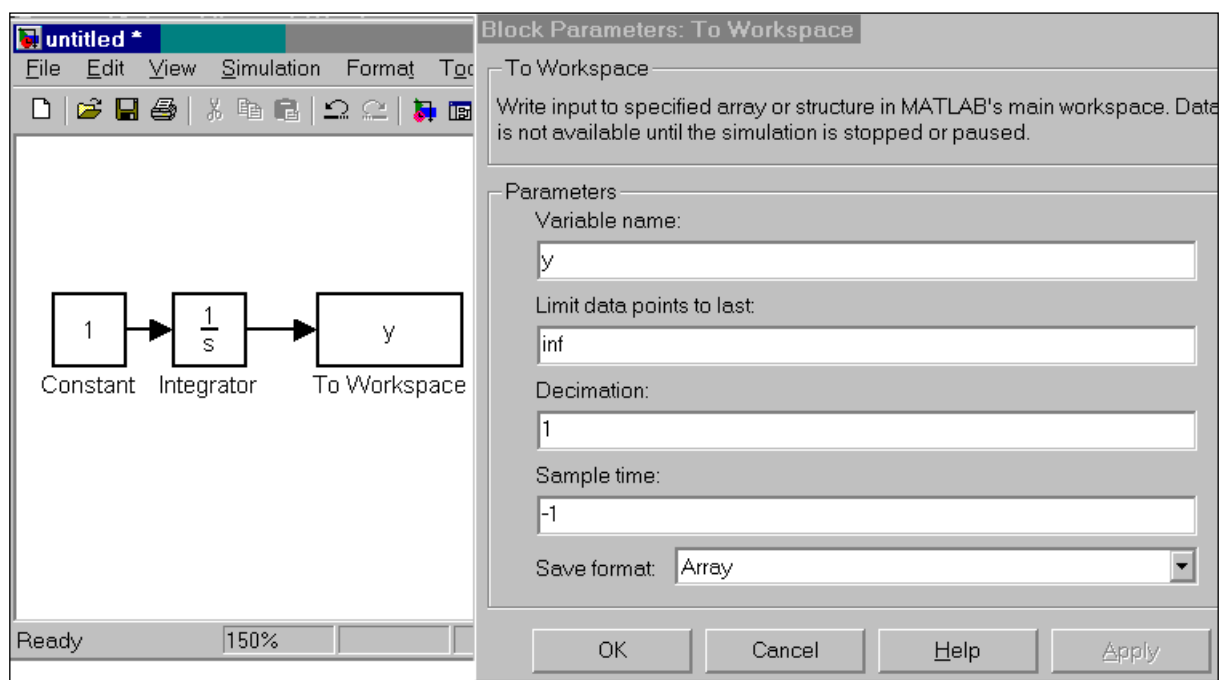 untitled *
File Edit View Simulation Format Too
1
1
s
y
Constant Integrator To Workspace
Ready 150%
Block Parameters: To Workspace
To Workspace
Write input to specified array or structure in MATLAB's main workspace. Data
is not available until the simulation is stopped or paused.
Parameters
Variable name:
y
Limit data points to last:
inf
Decimation:
1
Sample time:
-1
Save format: Array
OK Cancel Help Apply